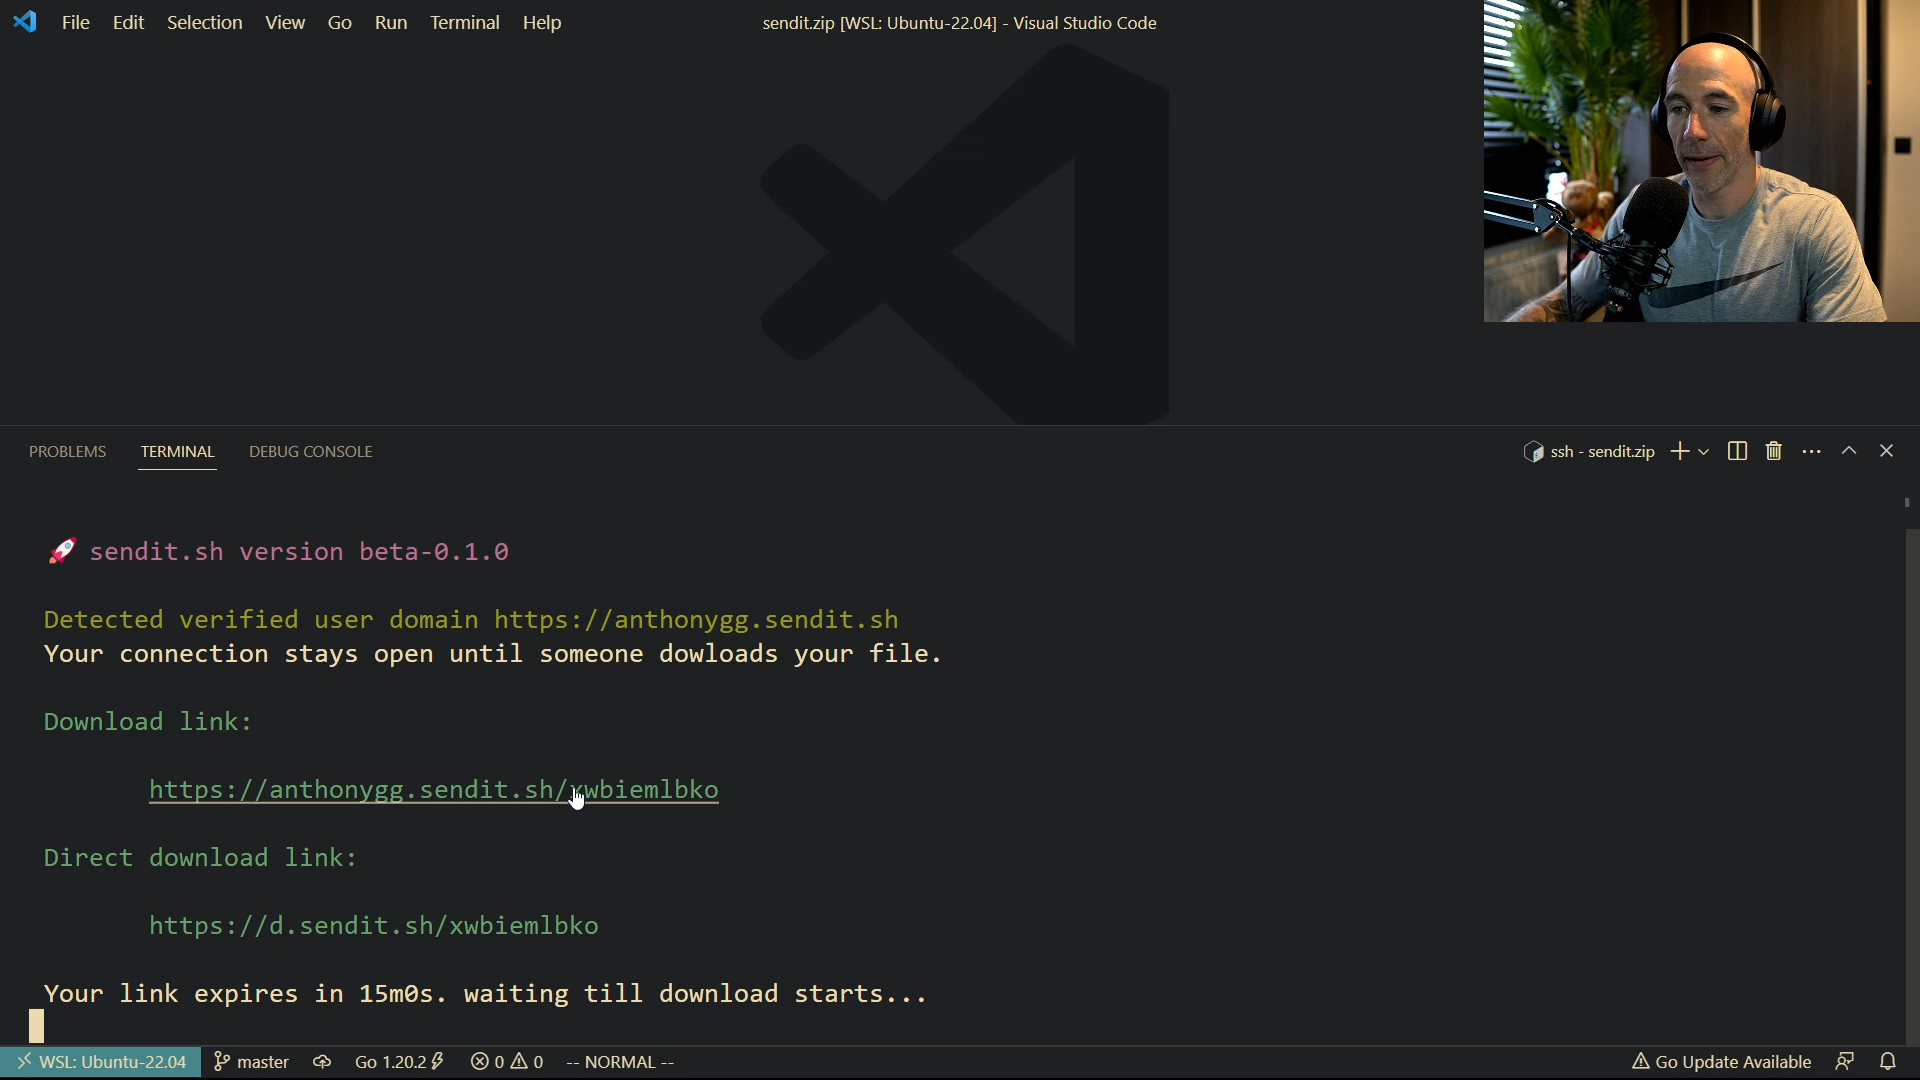 File Edit Selection View Go Run Terminal Help
sendit.zip [WSL: Ubuntu-22.04] - Visual Studio Code
PROBLEMS TERMINAL DEBUG CONSOLE
ssh - sendit.zip
🚀 sendit.sh version beta-0.1.0
Detected verified user domain https://anthonygg.sendit.sh
Your connection stays open until someone dowloads your file.
Download link:
https://anthonygg.sendit.sh/xwbiemlbko
Direct download link:
https://d.sendit.sh/xwbiemlbko
Your link expires in 15m0s. waiting till download starts...
WSL: Ubuntu-22.04 master Go 1.20.2 0 0 -- NORMAL -- Go Update Available